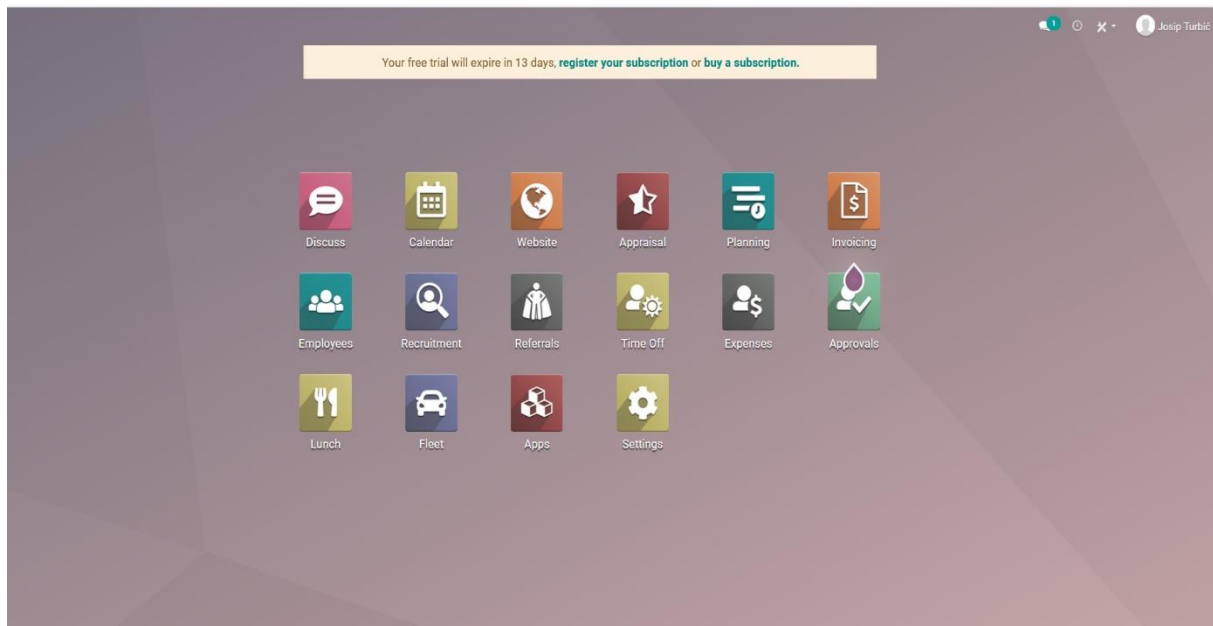 1
Josip Turbić
Your free trial will expire in 13 days, register your subscription or buy a subscription.
Discuss Calendar Website Appraisal Planning Invoicing
Employees Recruitment Referrals Time Off Expenses Approvals
Lunch Fleet Apps Settings